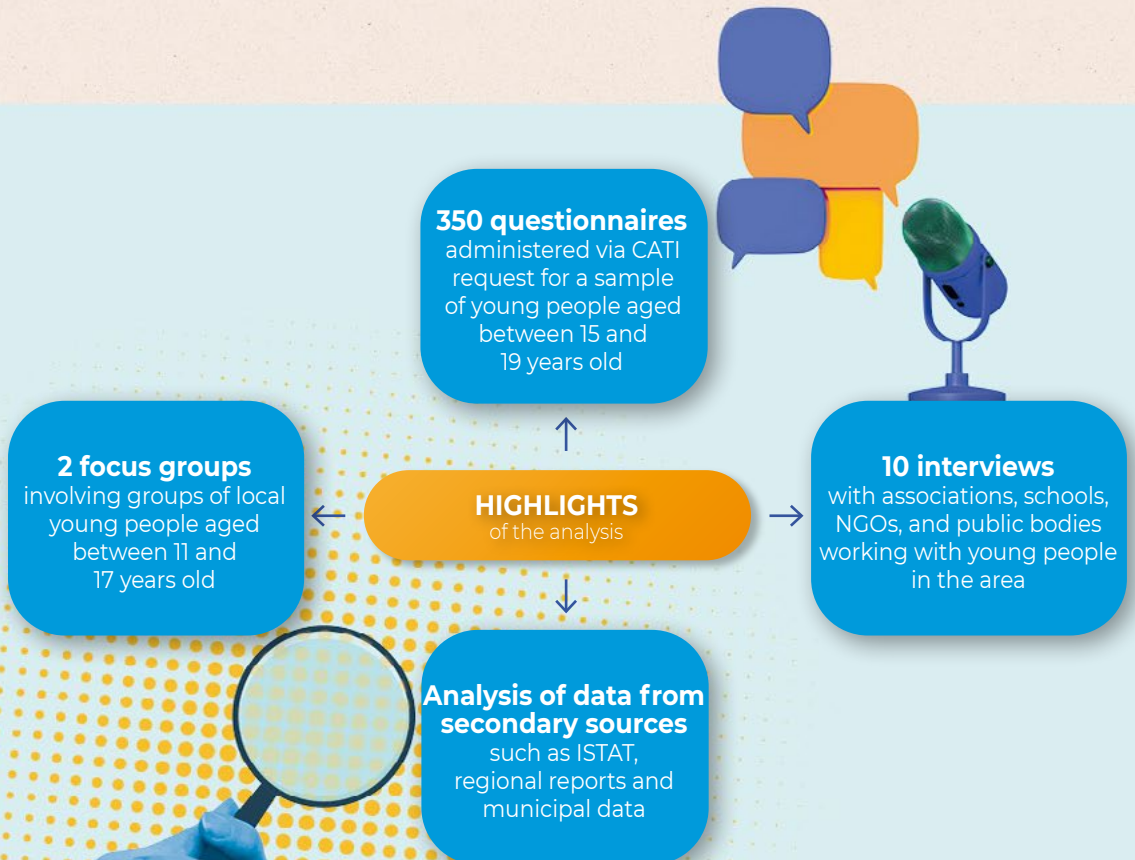 350 questionnaires
administered via CATI
request for a sample
of young people aged
between 15 and
19 years old
2 focus groups
involving groups of local
young people aged
between 11 and
17 years old
HIGHLIGHTS
of the analysis
10 interviews
with associations, schools,
NGOs, and public bodies
working with young people
in the area
Analysis of data from
secondary sources
such as ISTAT,
regional reports and
municipal data